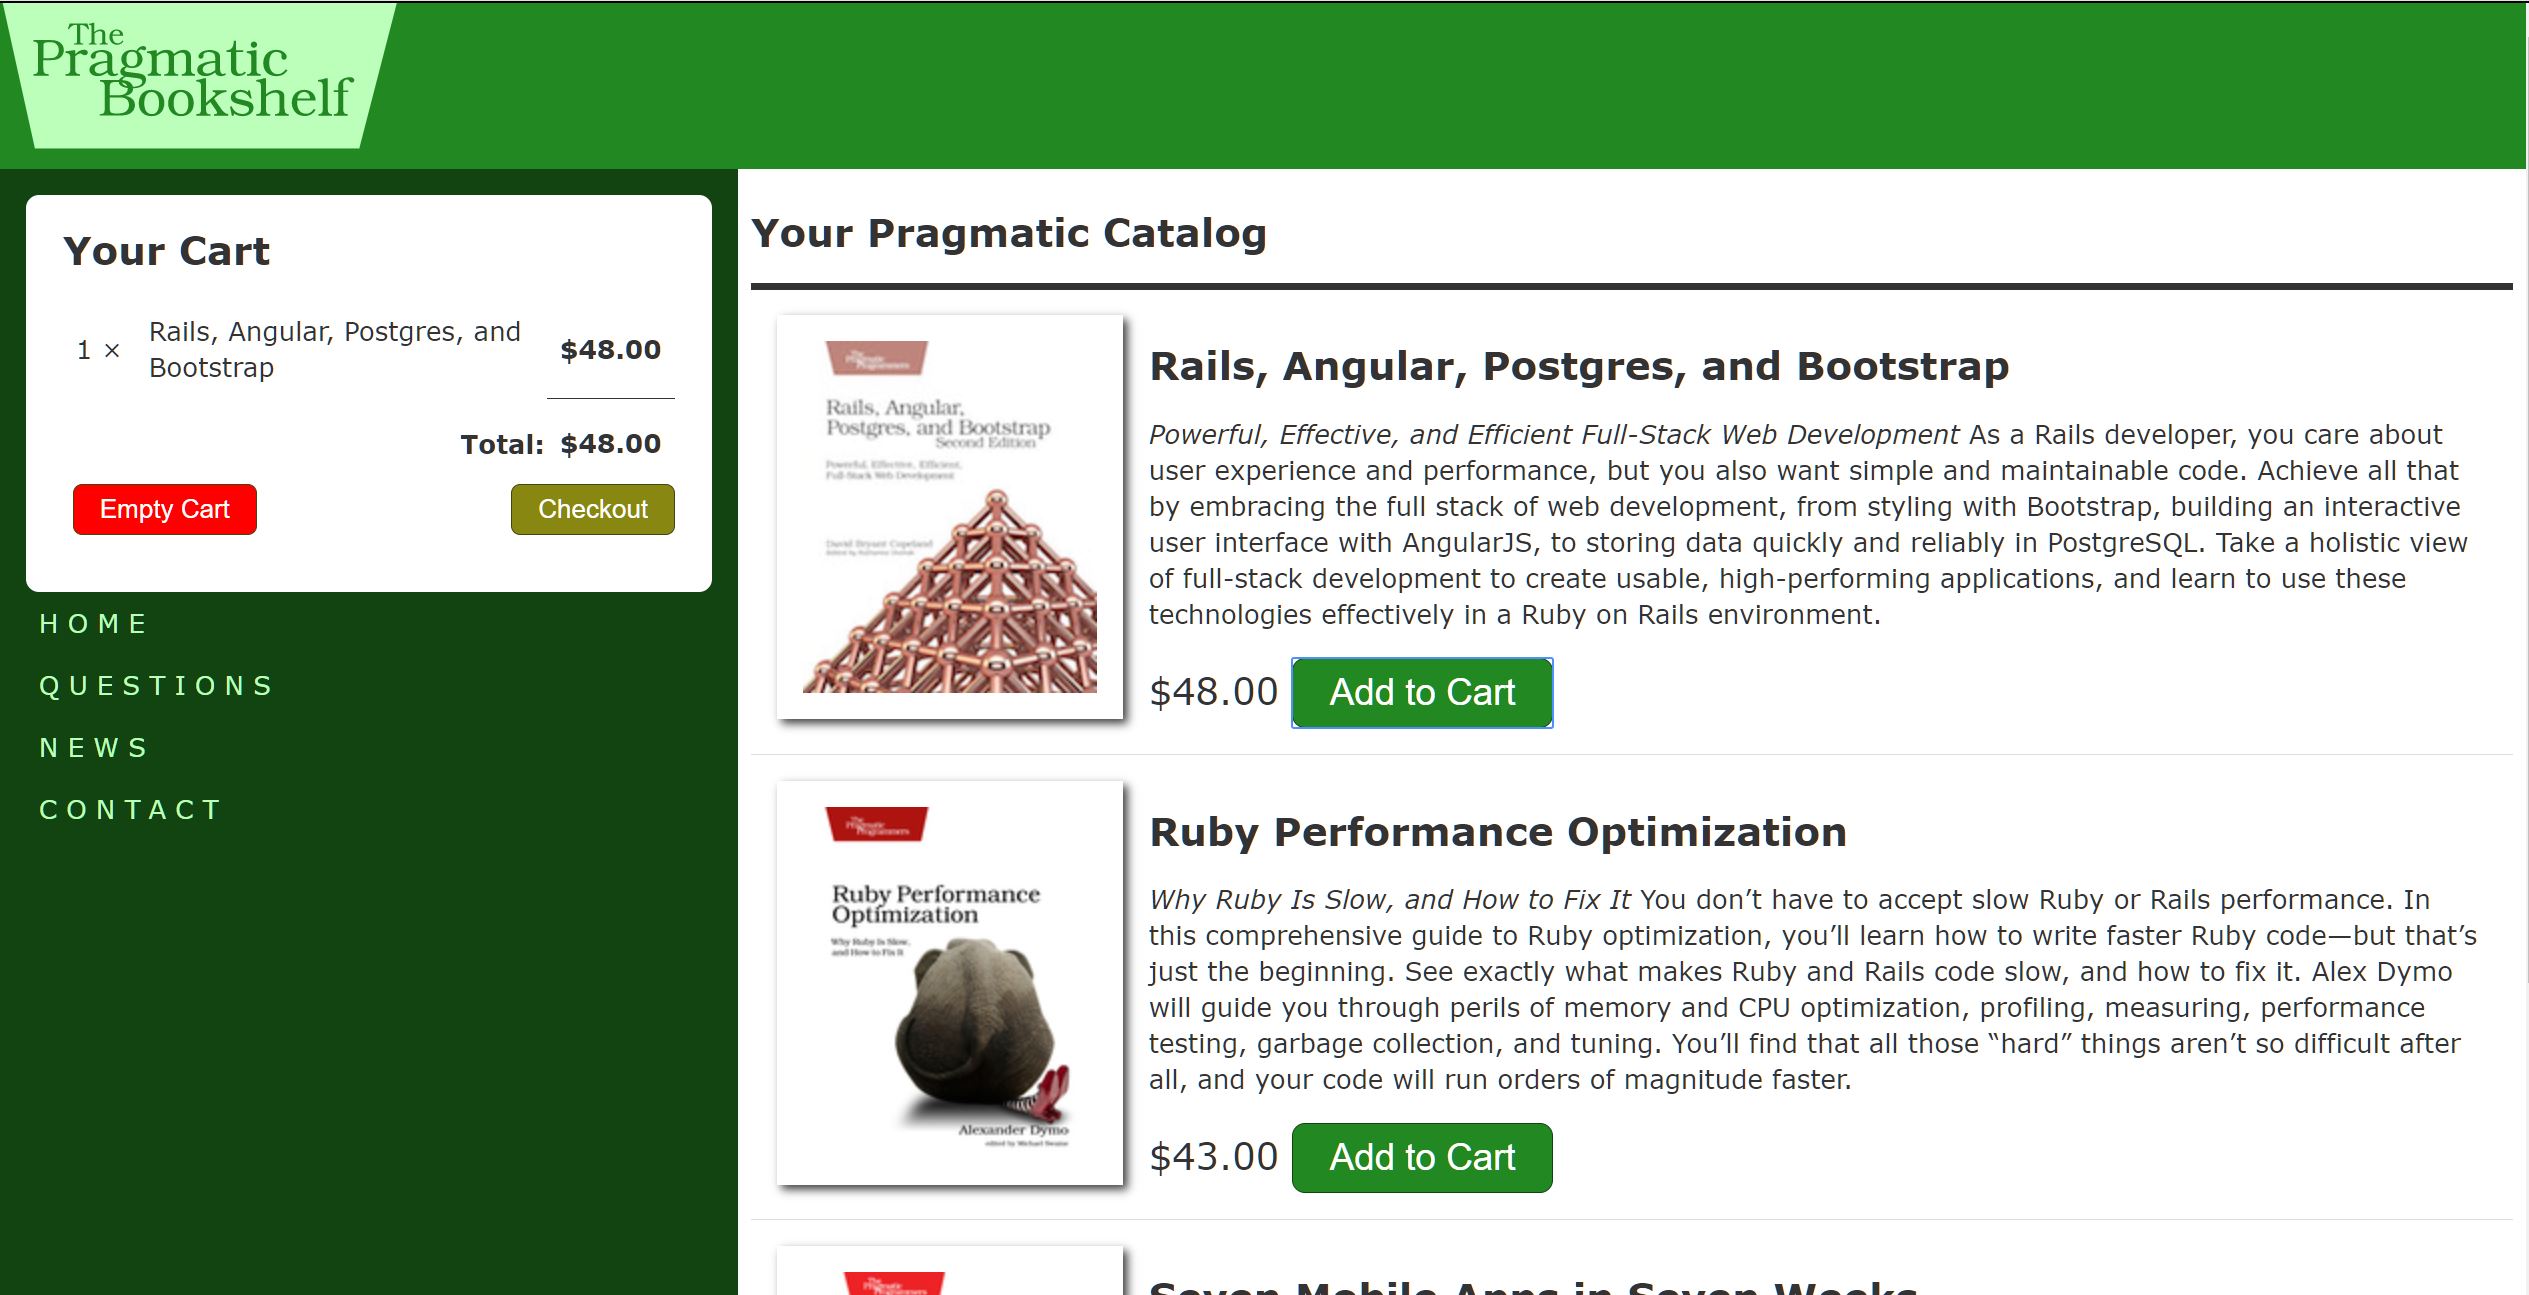 The
Pragmatic
Bookshelf
Your Cart
1 ×
Rails, Angular, Postgres, and
Bootstrap
$48.00
Total: $48.00
Empty Cart
Checkout
HOME
QUESTIONS
NEWS
CONTACT
Your Pragmatic Catalog
The
Pragmatic
Programmers
Rails, Angular,
Postgres, and Bootstrap
Second Edition
Powerful, Effective, Efficient,
Full-Stack Web Development
David Bryant Copeland
Rails, Angular, Postgres, and Bootstrap
Powerful, Effective, and Efficient Full-Stack Web Development As a Rails developer, you care about
user experience and performance, but you also want simple and maintainable code. Achieve all that
by embracing the full stack of web development, from styling with Bootstrap, building an interactive
user interface with AngularJS, to storing data quickly and reliably in PostgreSQL. Take a holistic view
of full-stack development to create usable, high-performing applications, and learn to use these
technologies effectively in a Ruby on Rails environment.
$48.00 Add to Cart
The
Pragmatic
Programmers
Ruby Performance
Optimization
Why Ruby Is Slow,
and How to Fix It
Alexander Dymo
edited by Michael Swaine
Ruby Performance Optimization
Why Ruby Is Slow, and How to Fix It You don’t have to accept slow Ruby or Rails performance. In
this comprehensive guide to Ruby optimization, you’ll learn how to write faster Ruby code—but that’s
just the beginning. See exactly what makes Ruby and Rails code slow, and how to fix it. Alex Dymo
will guide you through perils of memory and CPU optimization, profiling, measuring, performance
testing, garbage collection, and tuning. You’ll find that all those “hard” things aren’t so difficult after
all, and your code will run orders of magnitude faster.
$43.00 Add to Cart
The
Pragmatic
Programmers
Seven Mobile Apps in Seven Weeks